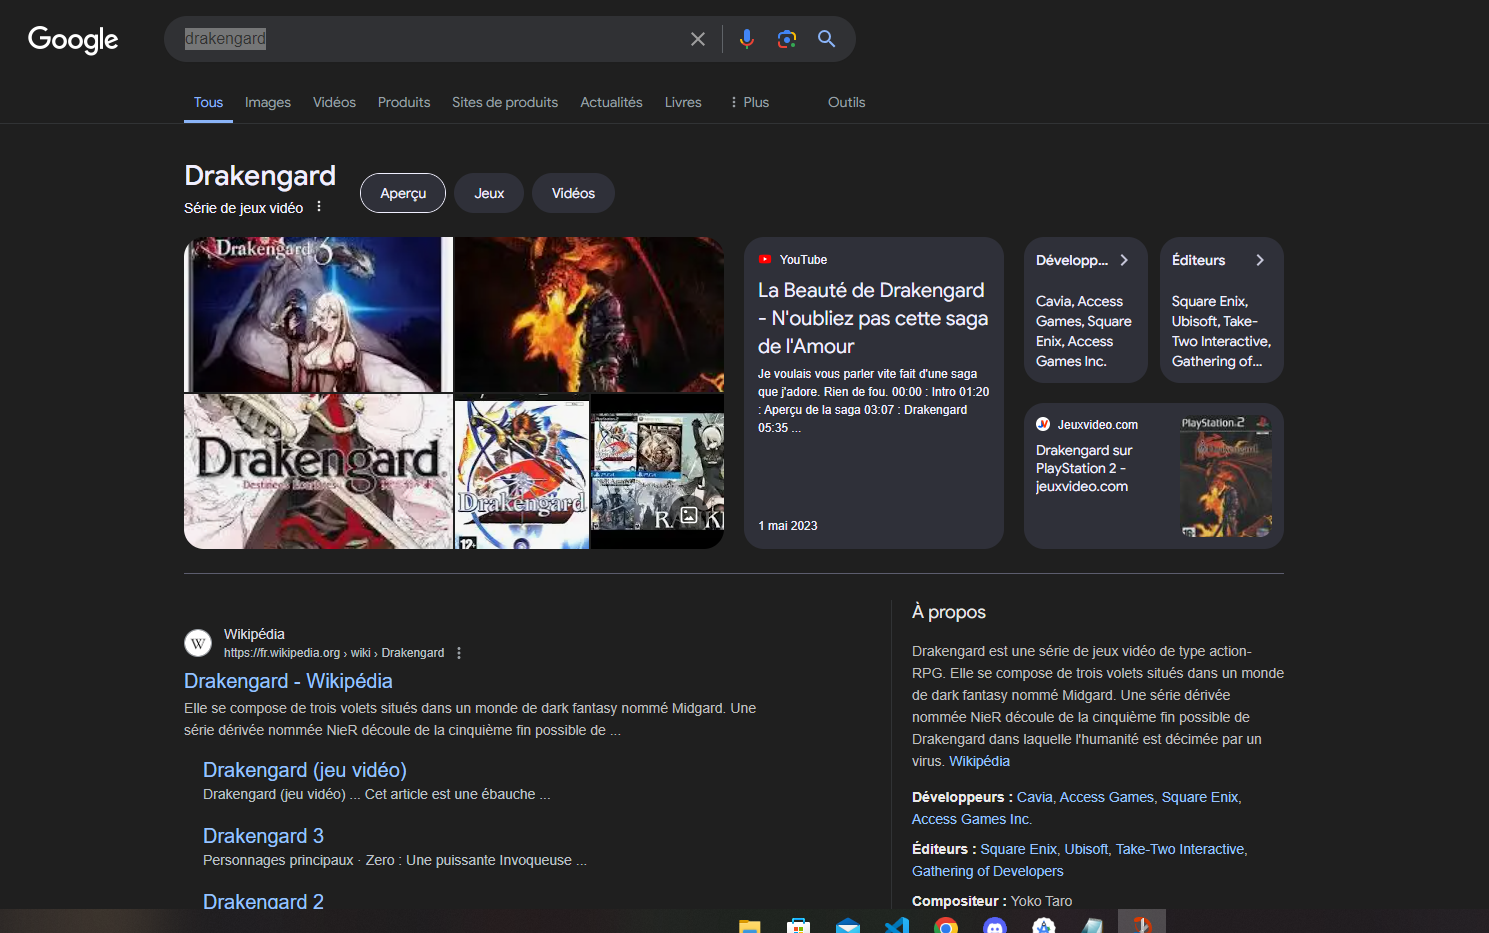 Google
drakengard
Tous Images Vidéos Produits Sites de produits Actualités Livres Plus Outils
Drakengard
Série de jeux vidéo
Aperçu Jeux Vidéos
Drakengard 3
Drakengard
Drakengard
12+
YouTube
La Beauté de Drakengard
- N'oubliez pas cette saga
de l'Amour
Je voulais vous parler vite fait d'une saga
que j'adore. Rien de fou. 00:00 : Intro 01:20
: Aperçu de la saga 03:07 : Drakengard
05:35 ...
1 mai 2023
Développ...
Cavia, Access
Games, Square
Enix, Access
Games Inc.
Éditeurs
Square Enix,
Ubisoft, Take-
Two Interactive,
Gathering of...
Jeuxvideo.com
Drakengard sur
PlayStation 2 -
jeuxvideo.com
PlayStation 2
Drakengard
Wikipédia
https://fr.wikipedia.org › wiki › Drakengard
Drakengard - Wikipédia
Elle se compose de trois volets situés dans un monde de dark fantasy nommé Midgard. Une
série dérivée nommée NieR découle de la cinquième fin possible de ...
Drakengard (jeu vidéo)
Drakengard (jeu vidéo) ... Cet article est une ébauche ...
Drakengard 3
Personnages principaux · Zero : Une puissante Invoqueuse ...
Drakengard 2
À propos
Drakengard est une série de jeux vidéo de type action-
RPG. Elle se compose de trois volets situés dans un monde
de dark fantasy nommé Midgard. Une série dérivée
nommée NieR découle de la cinquième fin possible de
Drakengard dans laquelle l'humanité est décimée par un
virus. Wikipédia
Développeurs : Cavia, Access Games, Square Enix,
Access Games Inc.
Éditeurs : Square Enix, Ubisoft, Take-Two Interactive,
Gathering of Developers
Compositeur : Yoko Taro